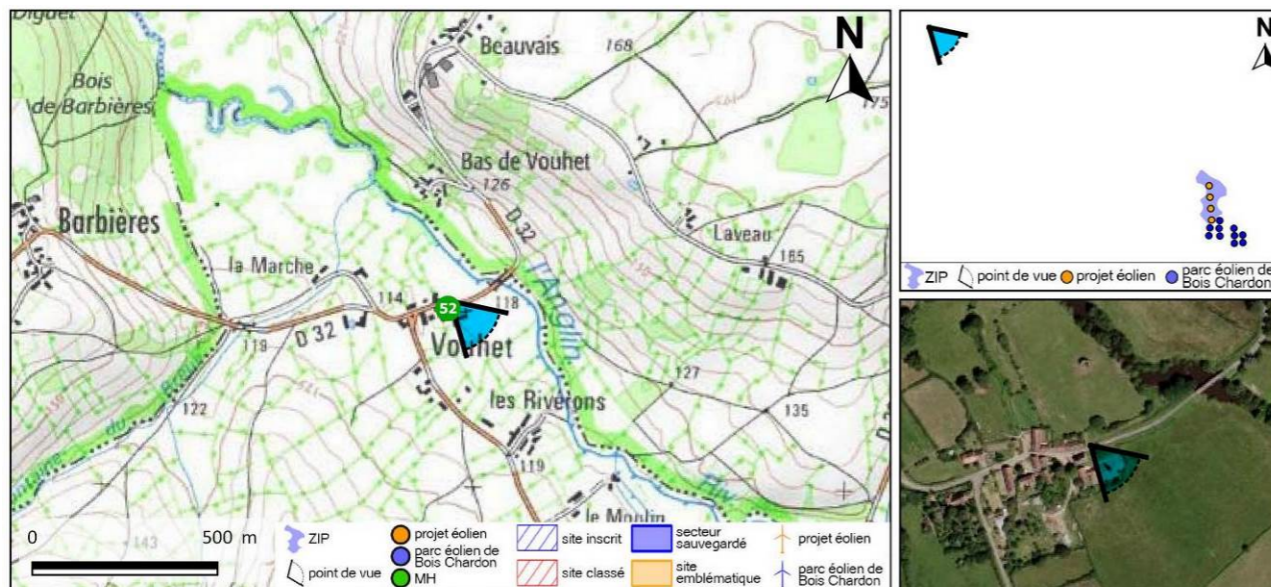 Diguet
Beauvais
168
N
Bois
de Barbières
175
Bas de Vouhet
126
Barbières
D 32
la Marche
Laveau
165
114
52
118
l'Anglin
D 32
Vouhet
119
127
122
les Riverons
135
119
le Moulin
143
0 500 m
ZIP
point de vue
projet éolien
parc éolien de
Bois Chardon
MH
site inscrit
site classé
secteur
sauvegardé
site
emblématique
projet éolien
parc éolien de
Bois Chardon
N
ZIP
point de vue
projet éolien
parc éolien de
Bois Chardon